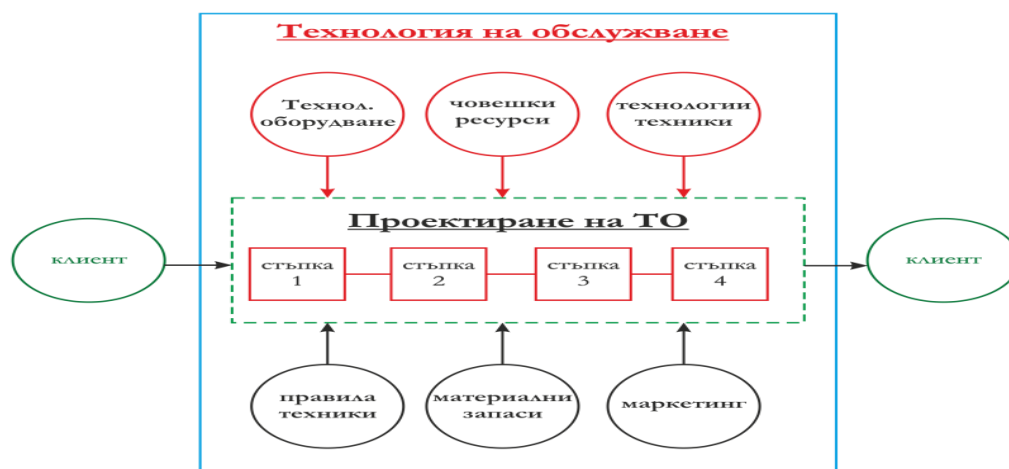 Технология на обслужване
Технол.
оборудване
човешки
ресурси
технологии
техники
Проектиране на ТО
клиент
стъпка
1
стъпка
2
стъпка
3
стъпка
4
клиент
правила
техники
материални
запаси
маркетинг